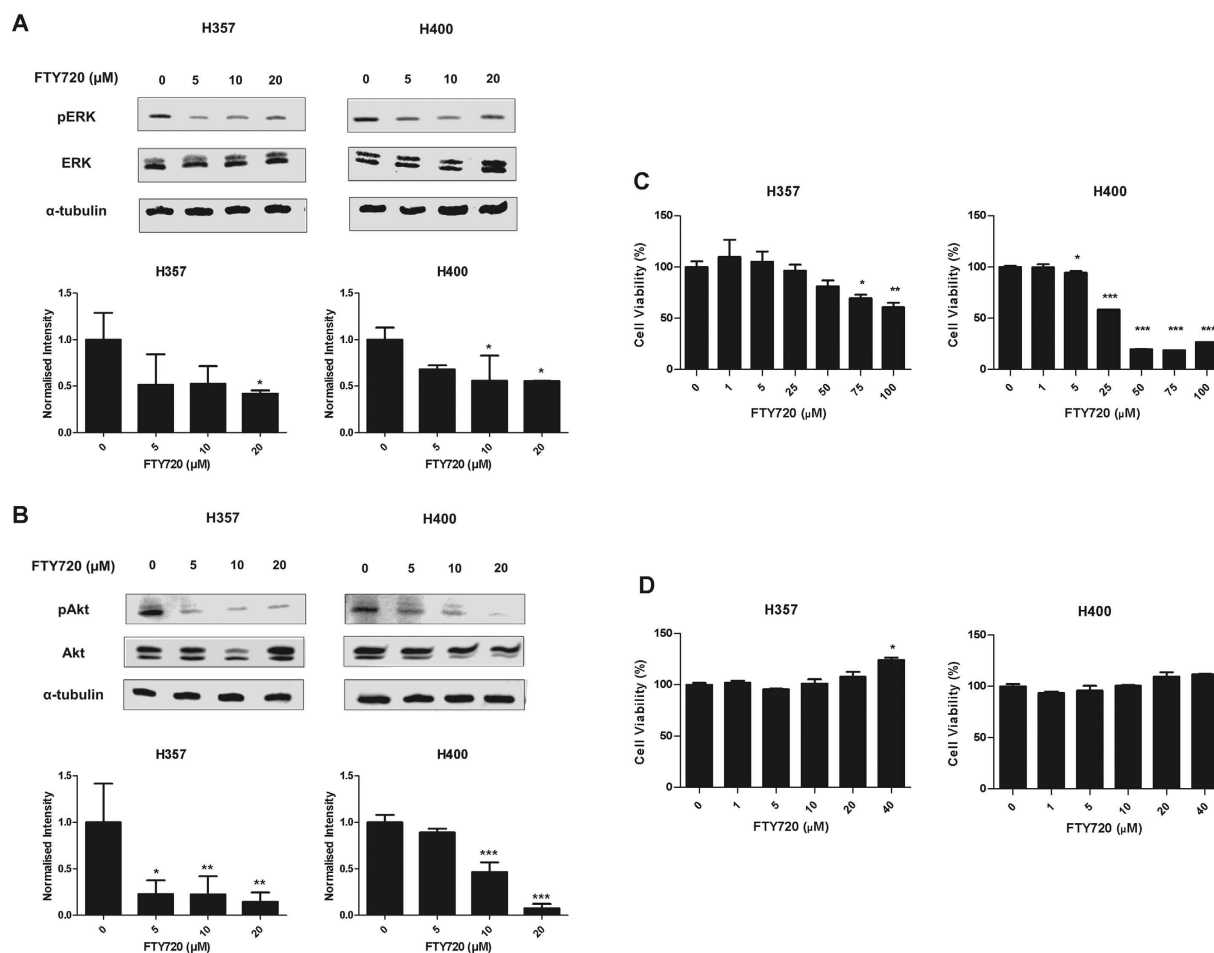 A
H357 H400
FTY720 (µM) 0 5 10 20 0 5 10 20
pERK
ERK
α-tubulin
H357
Normalised Intensity
1.5
1.0
0.5
0.0
*
0 5 10 20
FTY720 (µM)
H400
Normalised Intensity
1.5
1.0
0.5
0.0
* *
0 5 10 20
FTY720 (µM)
B
H357 H400
FTY720 (µM) 0 5 10 20 0 5 10 20
pAkt
Akt
α-tubulin
H357
Normalised Intensity
1.5
1.0
0.5
0.0
* ** **
0 5 10 20
FTY720 (µM)
H400
Normalised Intensity
1.5
1.0
0.5
0.0
*** ***
0 5 10 20
FTY720 (µM)
C
H357
Cell Viability (%)
150
100
50
0
* **
0 1 5 25 50 75 100
FTY720 (µM)
H400
Cell Viability (%)
150
100
50
0
* *** *** *** ***
0 1 5 25 50 75 100
FTY720 (µM)
D
H357
Cell Viability (%)
150
100
50
0
*
0 1 5 10 20 40
FTY720 (µM)
H400
Cell Viability (%)
150
100
50
0
0 1 5 10 20 40
FTY720 (µM)